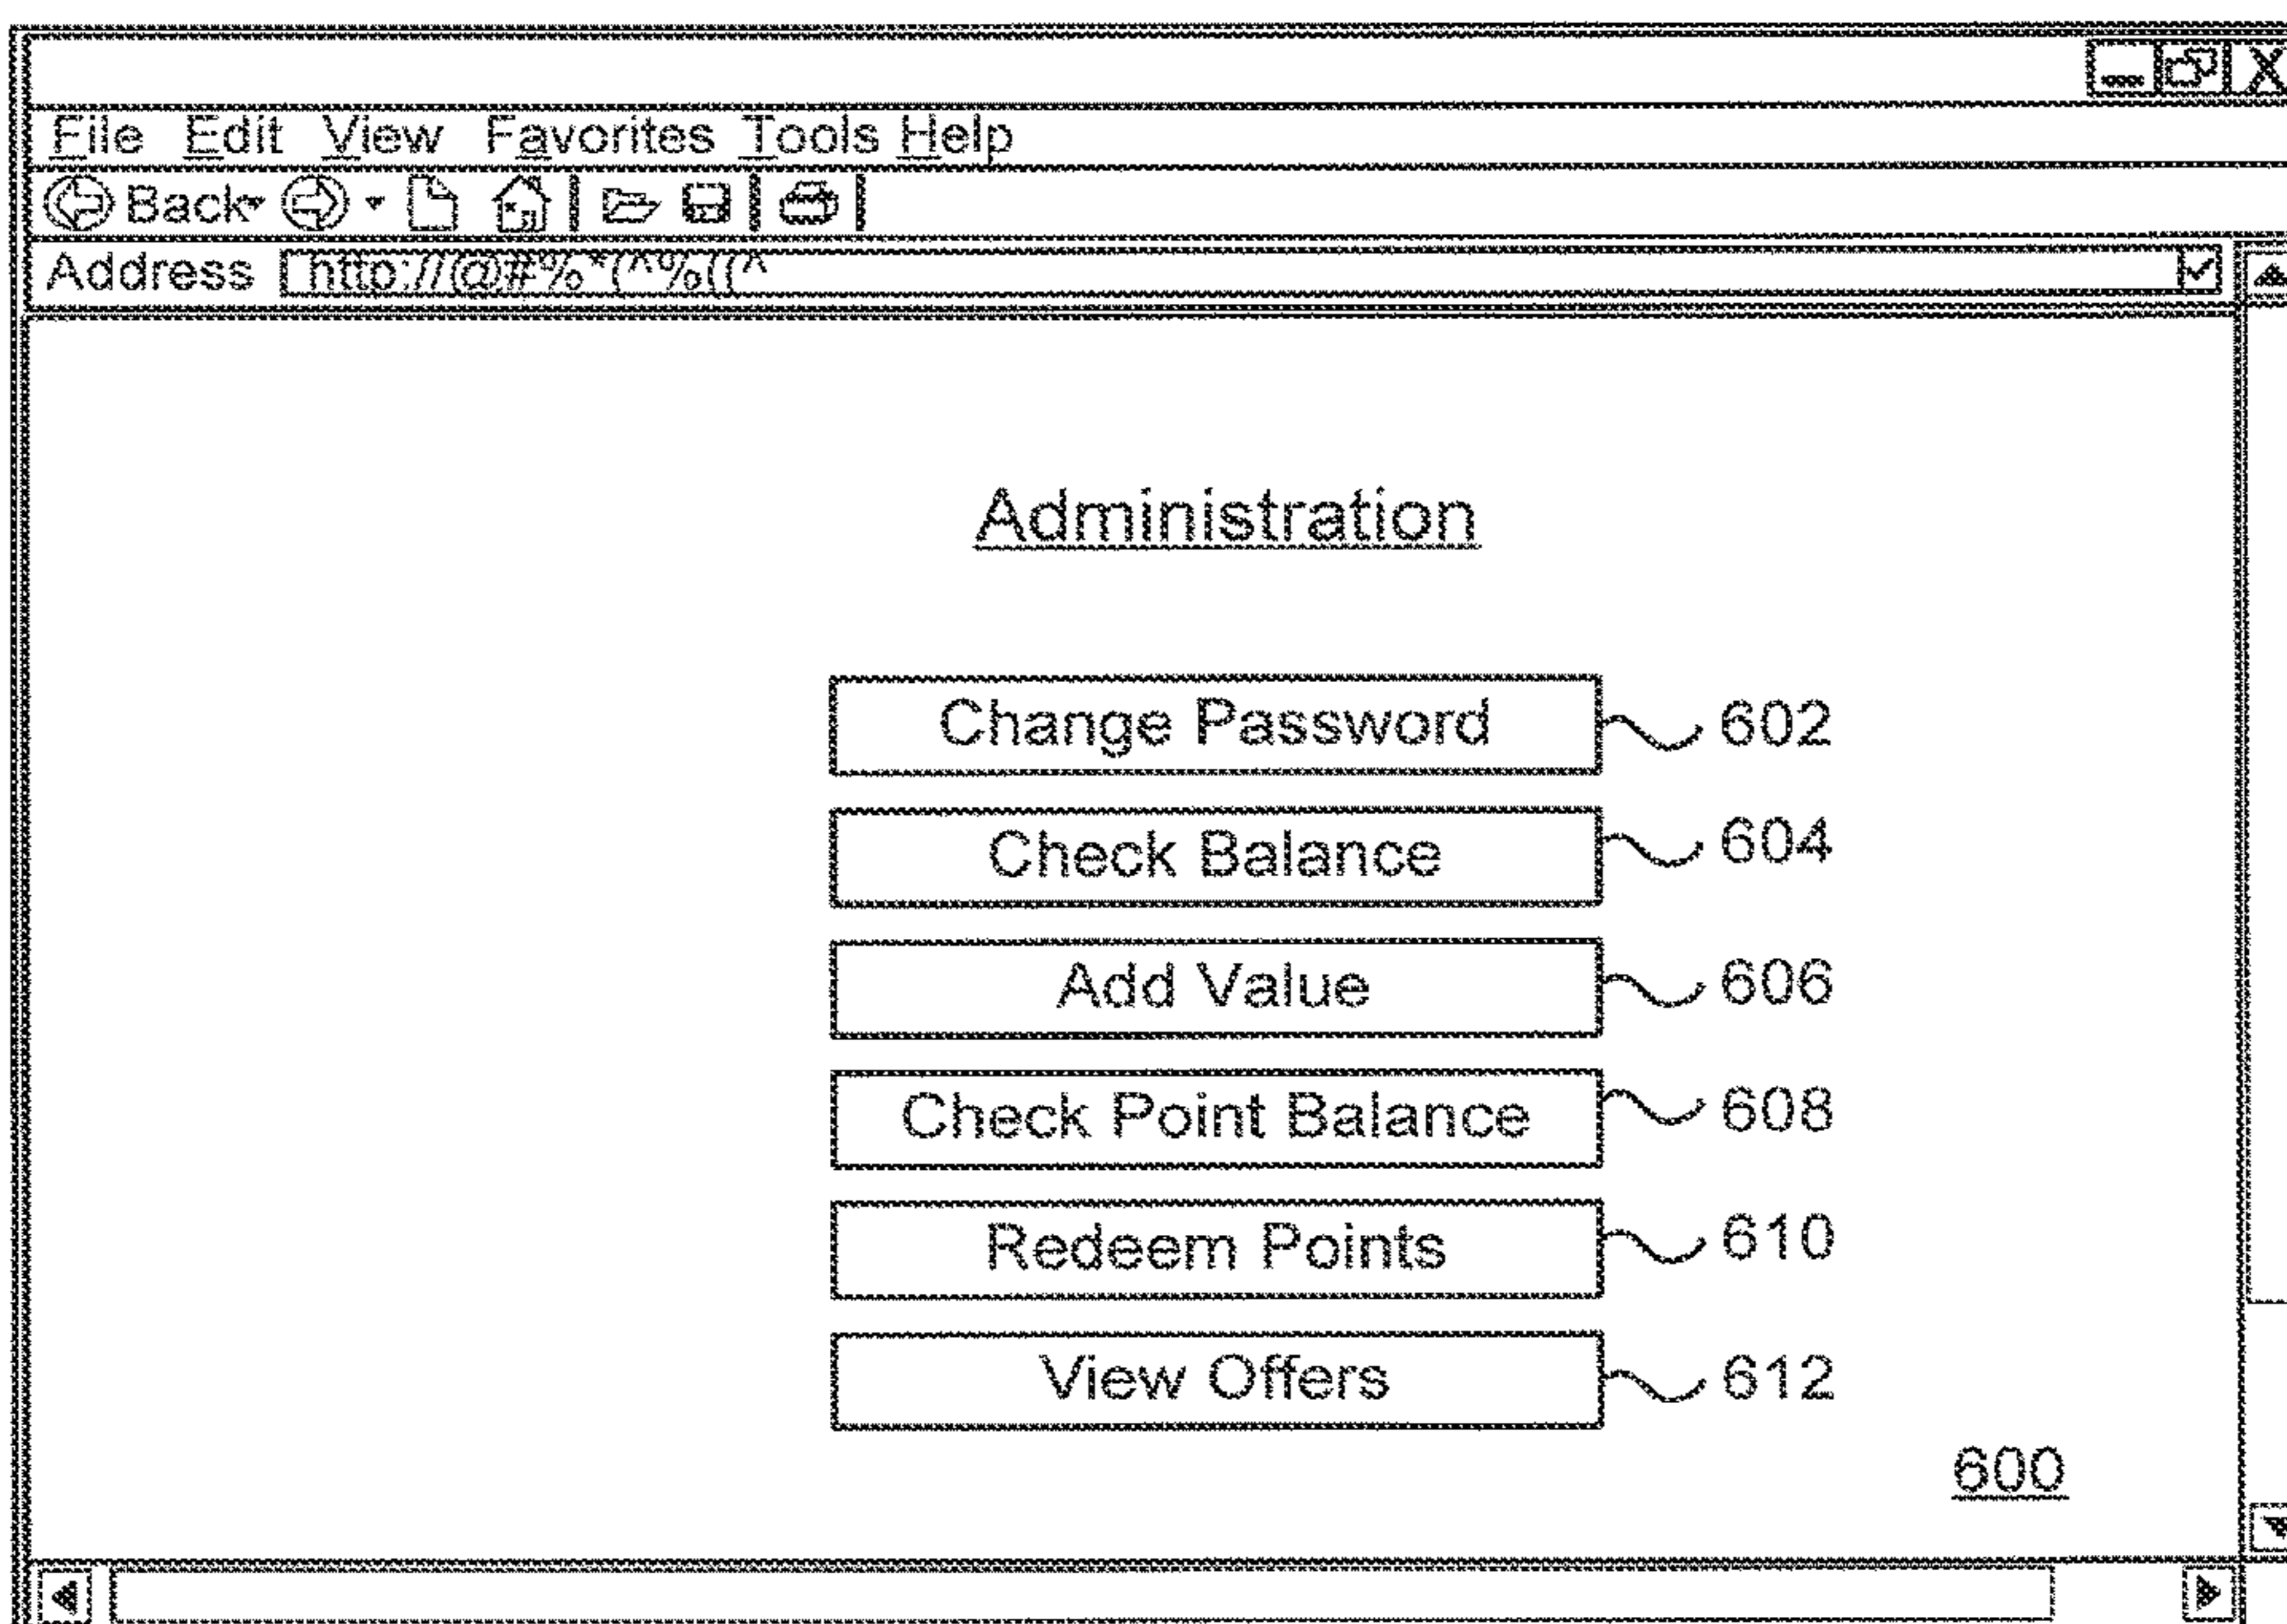 File Edit View Favorites Tools Help
Back
Address http://@#%*(^%((^
Administration
Change Password 602
Check Balance 604
Add Value 606
Check Point Balance 608
Redeem Points 610
View Offers 612
600